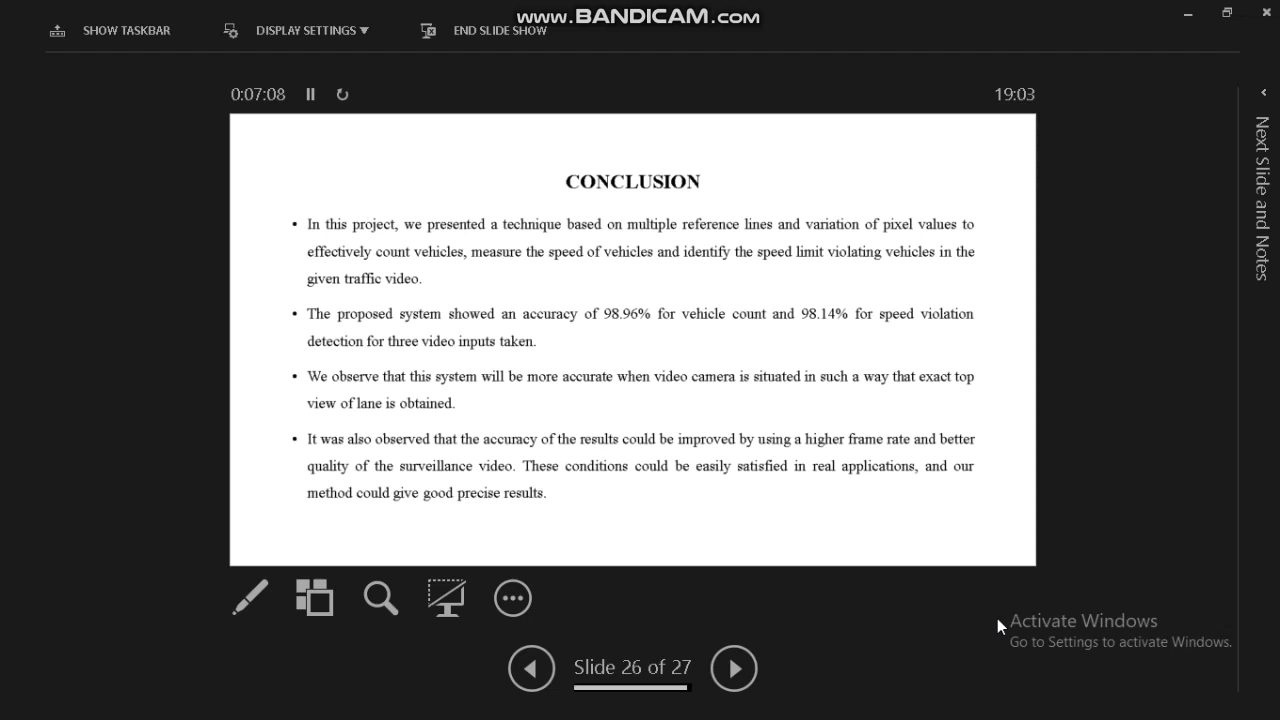 www.BANDICAM.com
SHOW TASKBAR
DISPLAY SETTINGS
END SLIDE SHOW
0:07:08
19:03
CONCLUSION
• In this project, we presented a technique based on multiple reference lines and variation of pixel values to
effectively count vehicles, measure the speed of vehicles and identify the speed limit violating vehicles in the
given traffic video.
• The proposed system showed an accuracy of 98.96% for vehicle count and 98.14% for speed violation
detection for three video inputs taken.
• We observe that this system will be more accurate when video camera is situated in such a way that exact top
view of lane is obtained.
• It was also observed that the accuracy of the results could be improved by using a higher frame rate and better
quality of the surveillance video. These conditions could be easily satisfied in real applications, and our
method could give good precise results.
Next Slide and Notes
Activate Windows
Go to Settings to activate Windows.
Slide 26 of 27